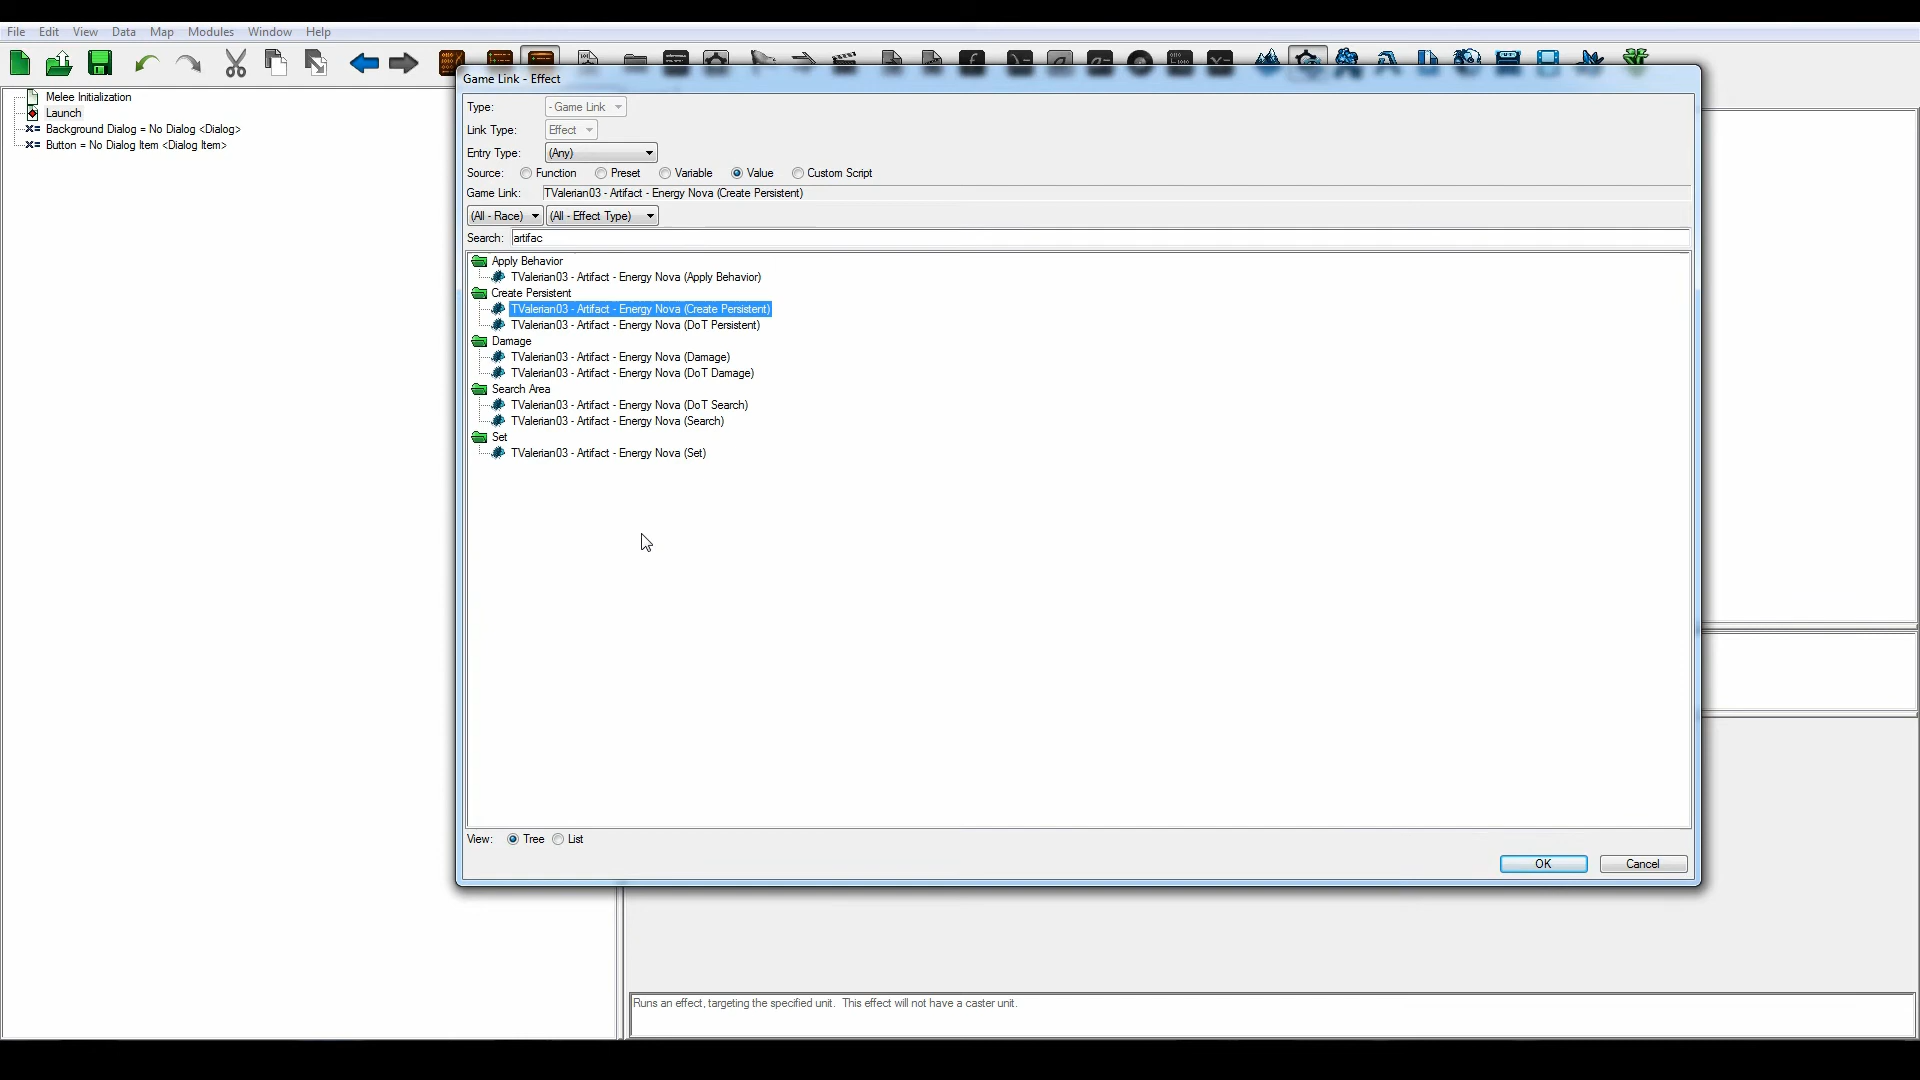 File Edit View Data Map Modules Window Help
Game Link - Effect
Melee Initialization
Launch
Background Dialog = No Dialog <Dialog>
Button = No Dialog Item <Dialog Item>
Type: - Game Link
Link Type: Effect
Entry Type: (Any)
Source: Function Preset Variable Value Custom Script
Game Link: TValerian03 - Artifact - Energy Nova (Create Persistent)
(All - Race) (All - Effect Type)
Search: artifac
Apply Behavior
TValerian03 - Artifact - Energy Nova (Apply Behavior)
Create Persistent
TValerian03 - Artifact - Energy Nova (Create Persistent)
TValerian03 - Artifact - Energy Nova (DoT Persistent)
Damage
TValerian03 - Artifact - Energy Nova (Damage)
TValerian03 - Artifact - Energy Nova (DoT Damage)
Search Area
TValerian03 - Artifact - Energy Nova (DoT Search)
TValerian03 - Artifact - Energy Nova (Search)
Set
TValerian03 - Artifact - Energy Nova (Set)
View: Tree List
OK Cancel
Runs an effect, targeting the specified unit. This effect will not have a caster unit.